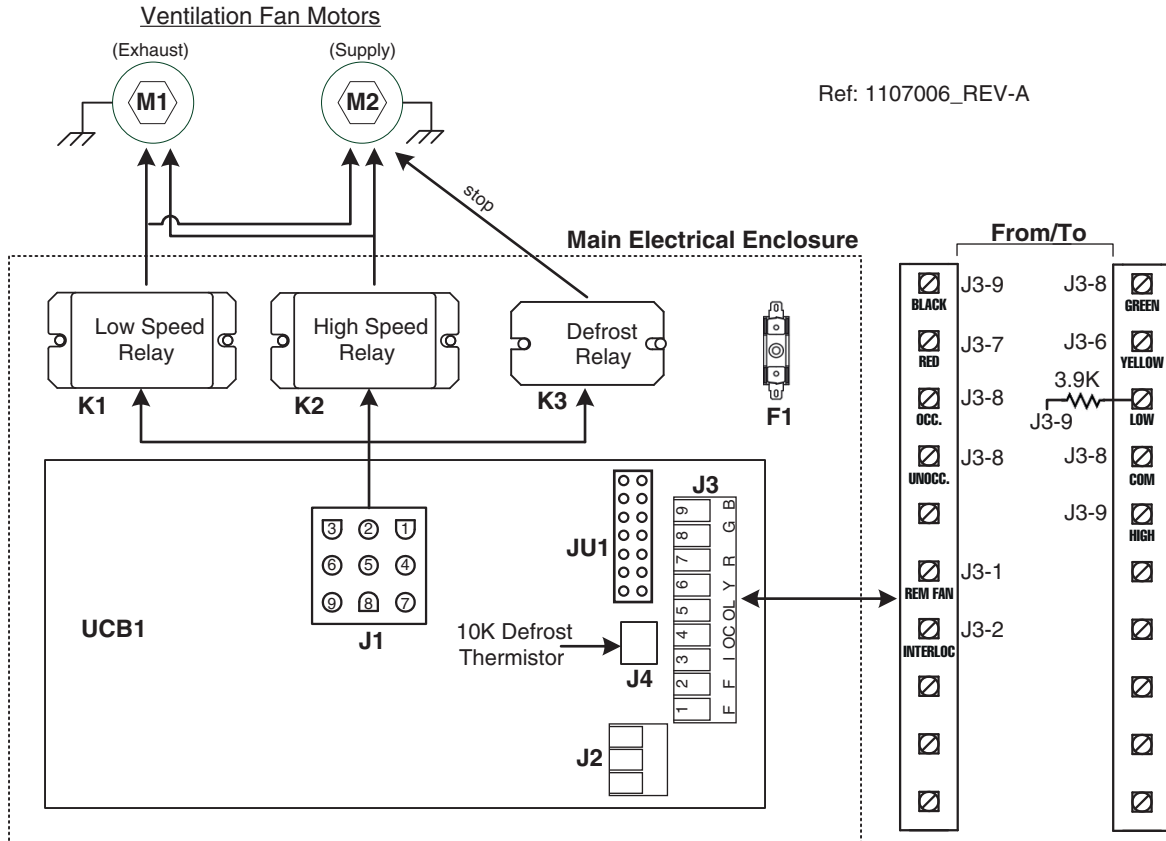 Ventilation Fan Motors
(Exhaust)
(Supply)
M1
M2
Ref: 1107006_REV-A
stop
Main Electrical Enclosure
From/To
Low Speed
Relay
High Speed
Relay
Defrost
Relay
K1
K2
K3
F1
UCB1
3 2 1
6 5 4
9 8 7
J1
JU1
10K Defrost
Thermistor
J4
J2
J3
9 B
8 G
7 R
6 Y
5 OL
4 OC
3 I
2 F
1 F
BLACK J3-9
RED J3-7
OCC. J3-8
UNOCC. J3-8
REM FAN J3-1
INTERLOC J3-2
J3-8 GREEN
J3-6 YELLOW
3.9K
J3-9 LOW
J3-8 COM
J3-9 HIGH